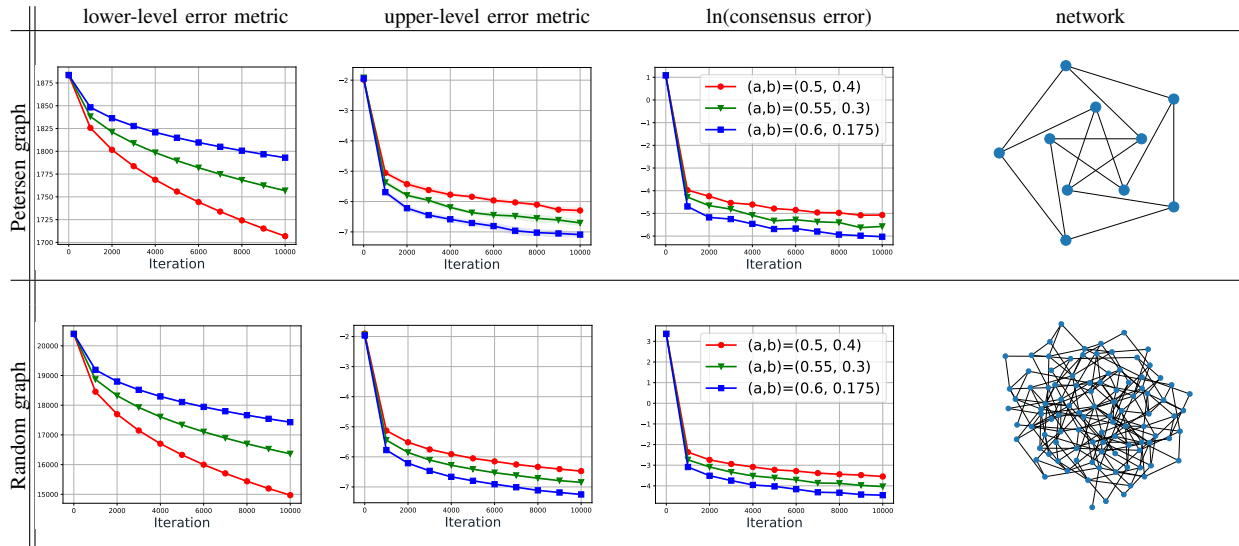 lower-level error metric
upper-level error metric
ln(consensus error)
network
Petersen graph
1875
1850
1825
1800
1775
1750
1725
1700
0 2000 4000 6000 8000 10000
Iteration
−2
−3
−4
−5
−6
−7
0 2000 4000 6000 8000 10000
Iteration
1
0
−1
−2
−3
−4
−5
−6
(a,b)=(0.5, 0.4)
(a,b)=(0.55, 0.3)
(a,b)=(0.6, 0.175)
0 2000 4000 6000 8000 10000
Iteration
Random graph
20000
19000
18000
17000
16000
15000
0 2000 4000 6000 8000 10000
Iteration
−2
−3
−4
−5
−6
−7
0 2000 4000 6000 8000 10000
Iteration
3
2
1
0
−1
−2
−3
−4
(a,b)=(0.5, 0.4)
(a,b)=(0.55, 0.3)
(a,b)=(0.6, 0.175)
0 2000 4000 6000 8000 10000
Iteration